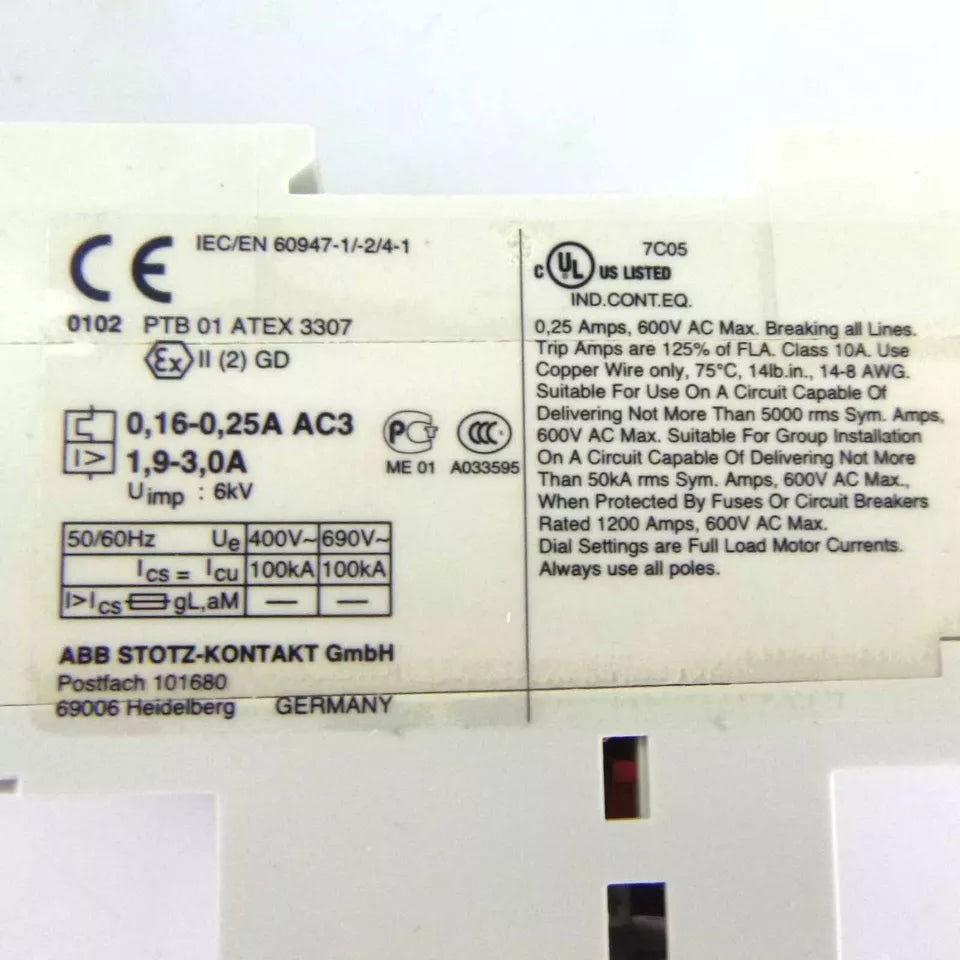 CE
IEC/EN 60947-1/-2/4-1
0102 PTB 01 ATEX 3307
Ex II (2) GD
0,16-0,25A AC3
I> 1,9-3,0A
Uimp : 6kV
PCT
ME 01
CCC
A033595
50/60Hz Ue 400V~ 690V~
Ics = Icu 100kA 100kA
I>Ics gL,aM — —
ABB STOTZ-KONTAKT GmbH
Postfach 101680
69006 Heidelberg GERMANY
7C05
C UL US LISTED
IND.CONT.EQ.
0,25 Amps, 600V AC Max. Breaking all Lines.
Trip Amps are 125% of FLA. Class 10A. Use
Copper Wire only, 75°C, 14lb.in., 14-8 AWG.
Suitable For Use On A Circuit Capable Of
Delivering Not More Than 5000 rms Sym. Amps,
600V AC Max. Suitable For Group Installation
On A Circuit Capable Of Delivering Not More
Than 50kA rms Sym. Amps, 600V AC Max.,
When Protected By Fuses Or Circuit Breakers
Rated 1200 Amps, 600V AC Max.
Dial Settings are Full Load Motor Currents.
Always use all poles.